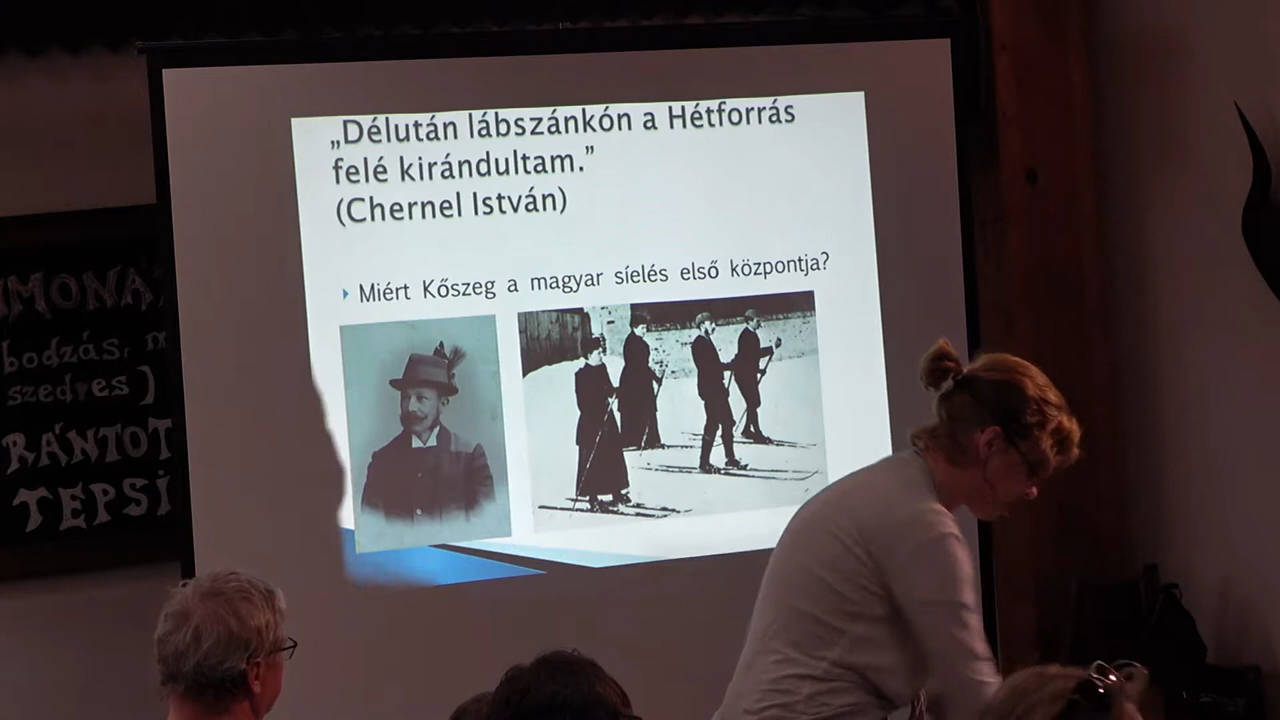 „Délután lábszánkón a Hétforrás
felé kirándultam.”
(Chernel István)
Miért Kőszeg a magyar síelés első központja?
bodzás,
szedres)
RÁNTOT
TEPSI